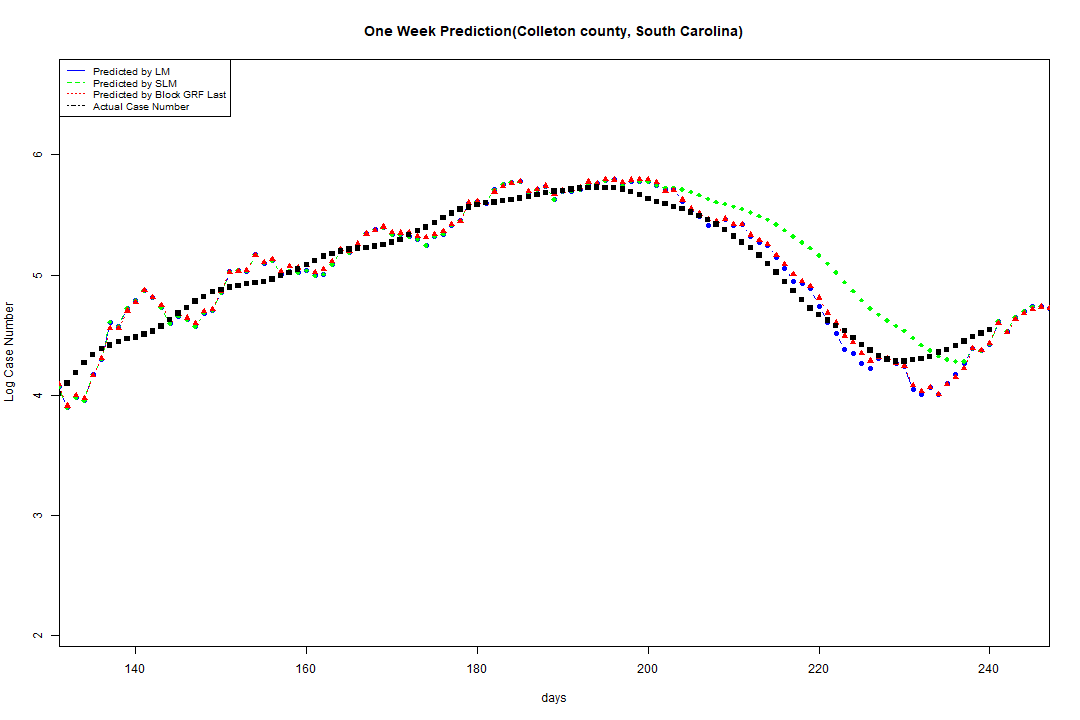 One Week Prediction(Colleton county, South Carolina)
Predicted by LM
Predicted by SLM
Predicted by Block GRF Last
Actual Case Number
6
5
4
3
2
Log Case Number
140 160 180 200 220 240
days